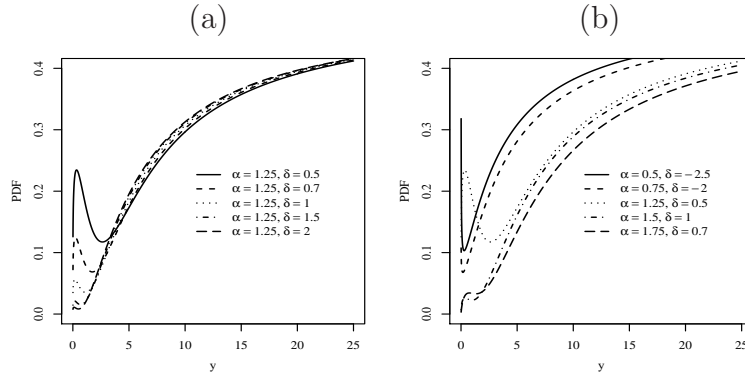 (a)
PDF
0.4
0.3
0.2
0.1
0.0
α = 1.25, δ = 0.5
α = 1.25, δ = 0.7
α = 1.25, δ = 1
α = 1.25, δ = 1.5
α = 1.25, δ = 2
0 5 10 15 20 25
y
(b)
PDF
0.4
0.3
0.2
0.1
0.0
α = 0.5, δ = −2.5
α = 0.75, δ = −2
α = 1.25, δ = 0.5
α = 1.5, δ = 1
α = 1.75, δ = 0.7
0 5 10 15 20 25
y